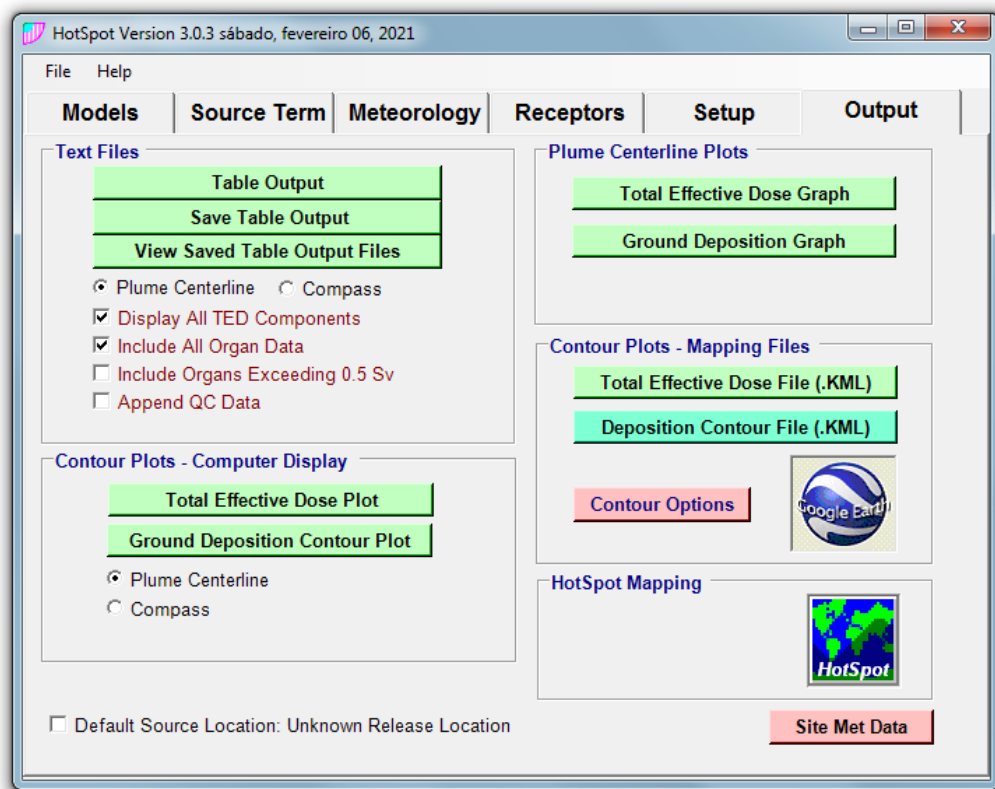 HotSpot Version 3.0.3 sábado, fevereiro 06, 2021
File Help
Models Source Term Meteorology Receptors Setup Output
Text Files
Table Output
Save Table Output
View Saved Table Output Files
Plume Centerline Compass
Display All TED Components
Include All Organ Data
Include Organs Exceeding 0.5 Sv
Append QC Data
Contour Plots - Computer Display
Total Effective Dose Plot
Ground Deposition Contour Plot
Plume Centerline
Compass
Plume Centerline Plots
Total Effective Dose Graph
Ground Deposition Graph
Contour Plots - Mapping Files
Total Effective Dose File (.KML)
Deposition Contour File (.KML)
Contour Options
Google Earth
HotSpot Mapping
HotSpot
Default Source Location: Unknown Release Location
Site Met Data